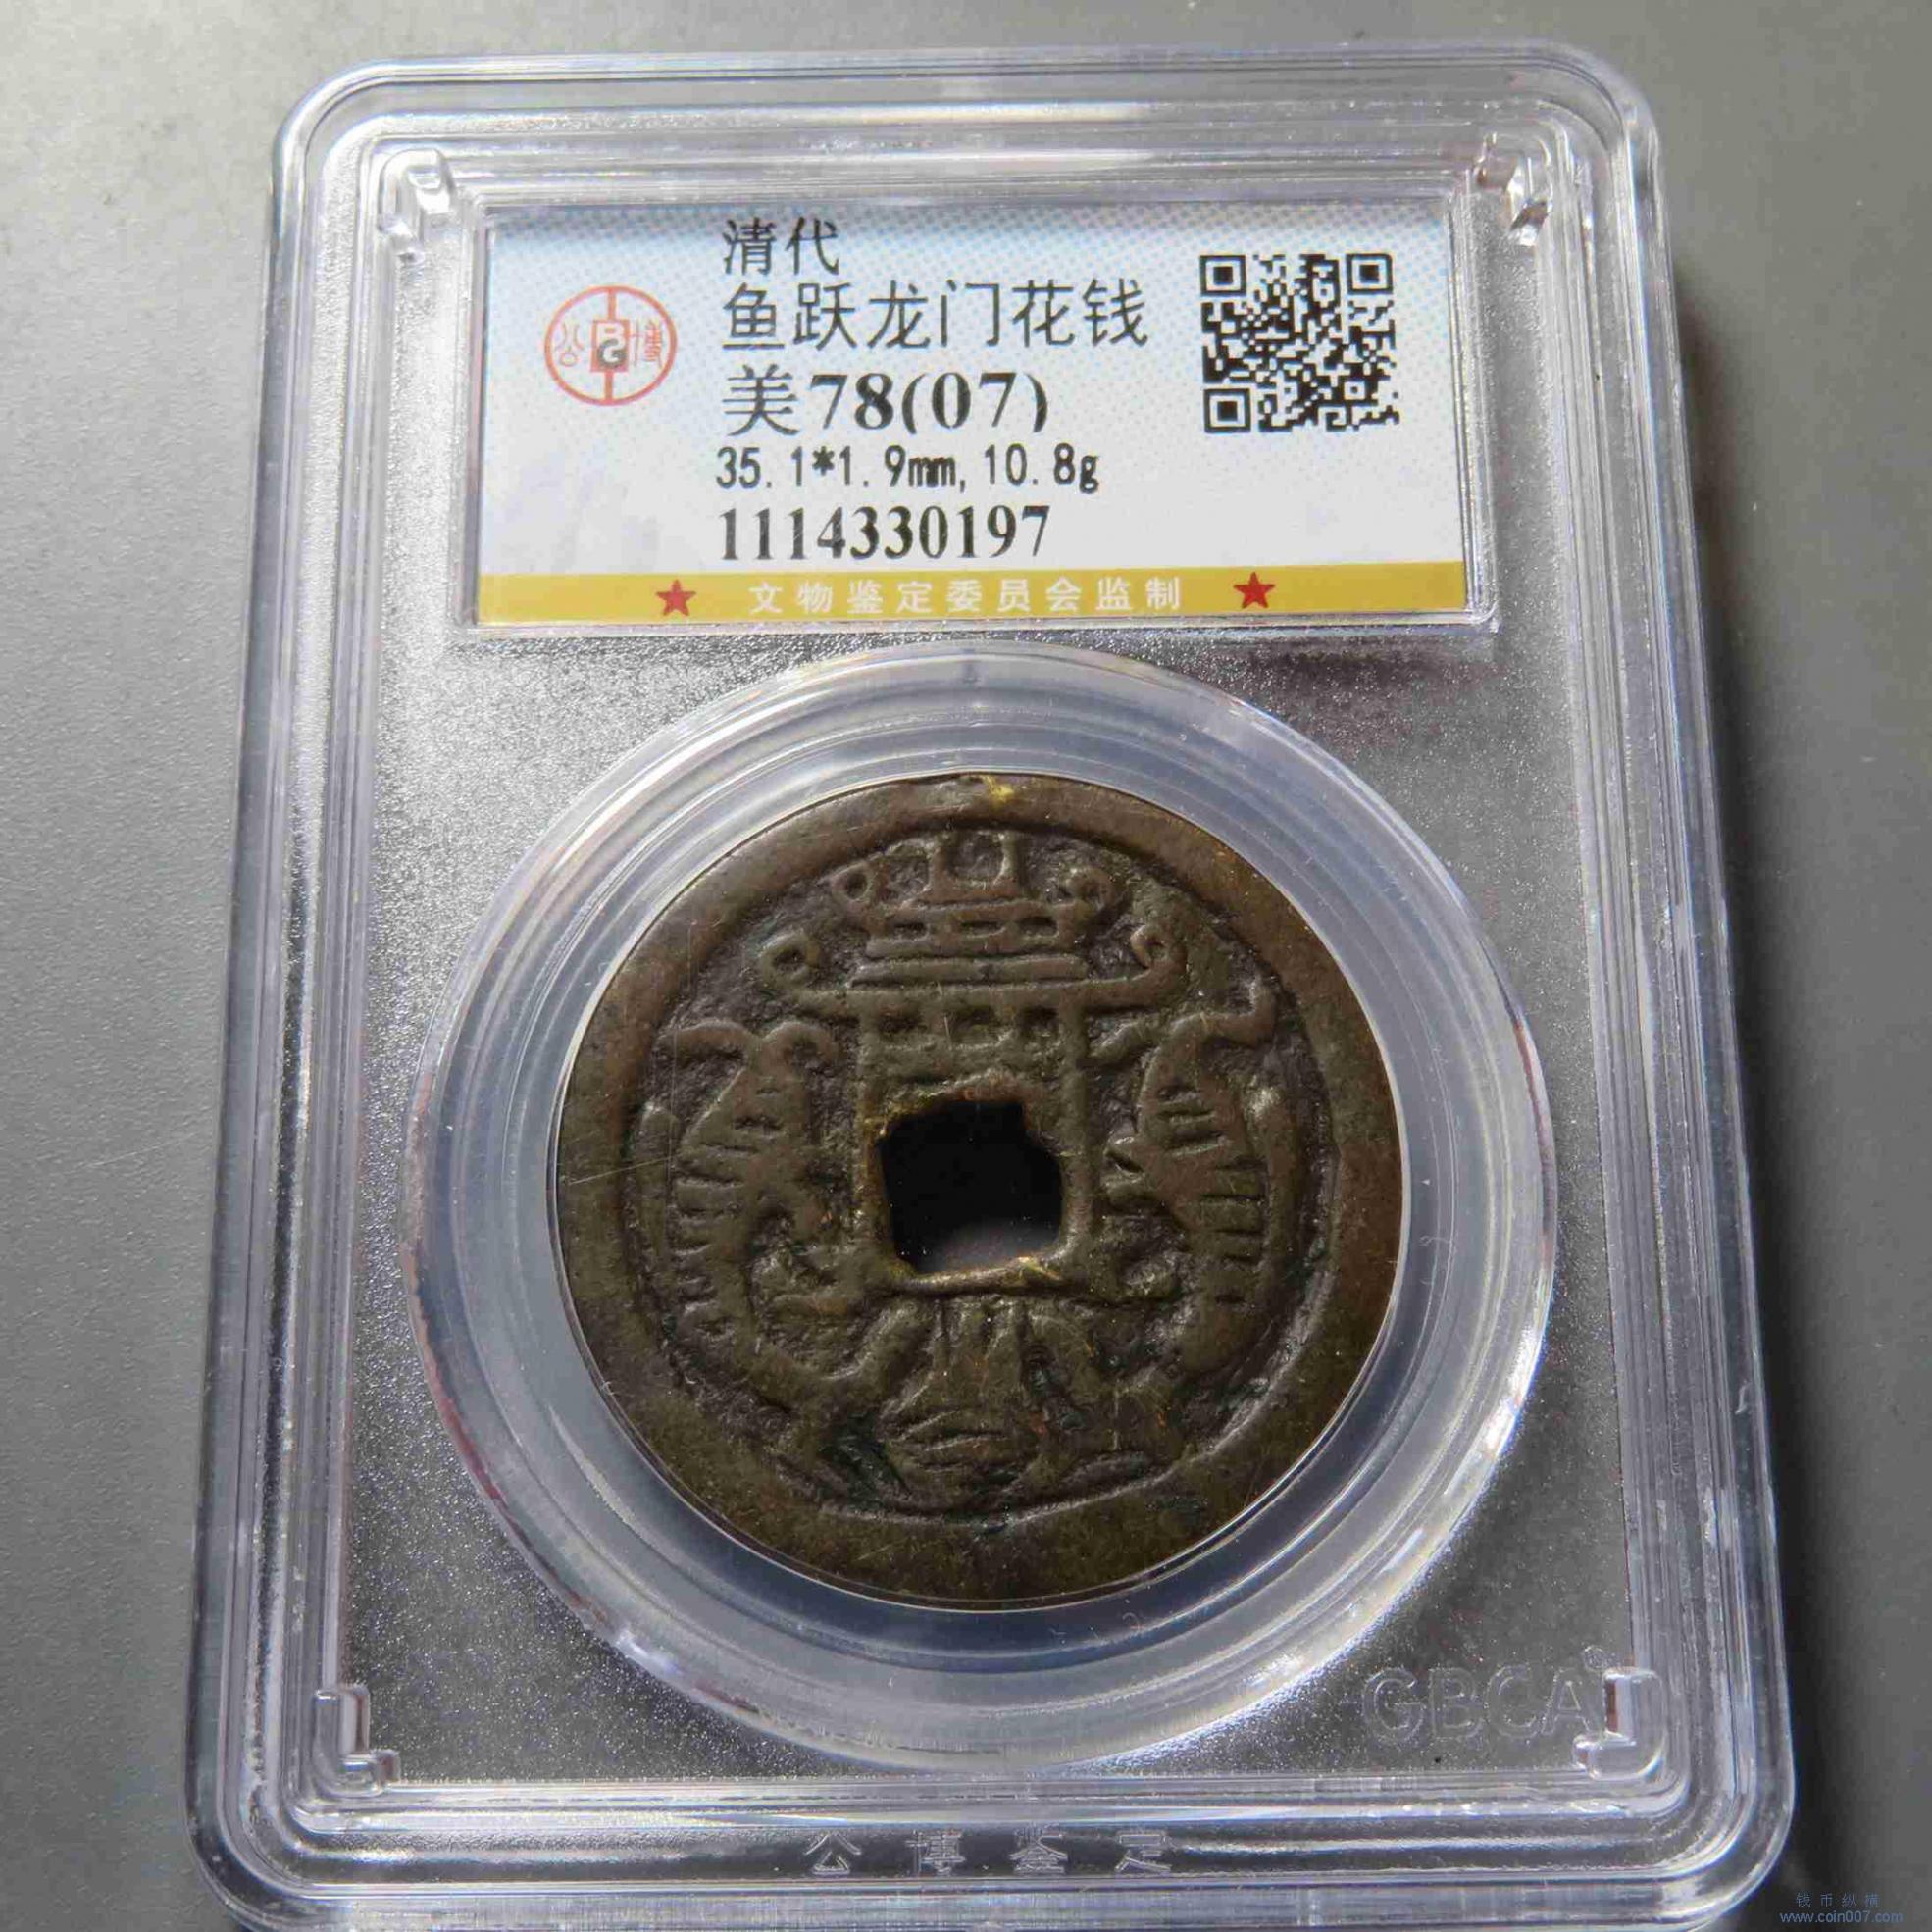 清代
鱼跃龙门花钱
公博
美78(07)
35.1*1.9mm,10.8g
1114330197
★ 文物鉴定委员会监制 ★
GBCA
公博鉴定
钱币纵横
www.coin007.com